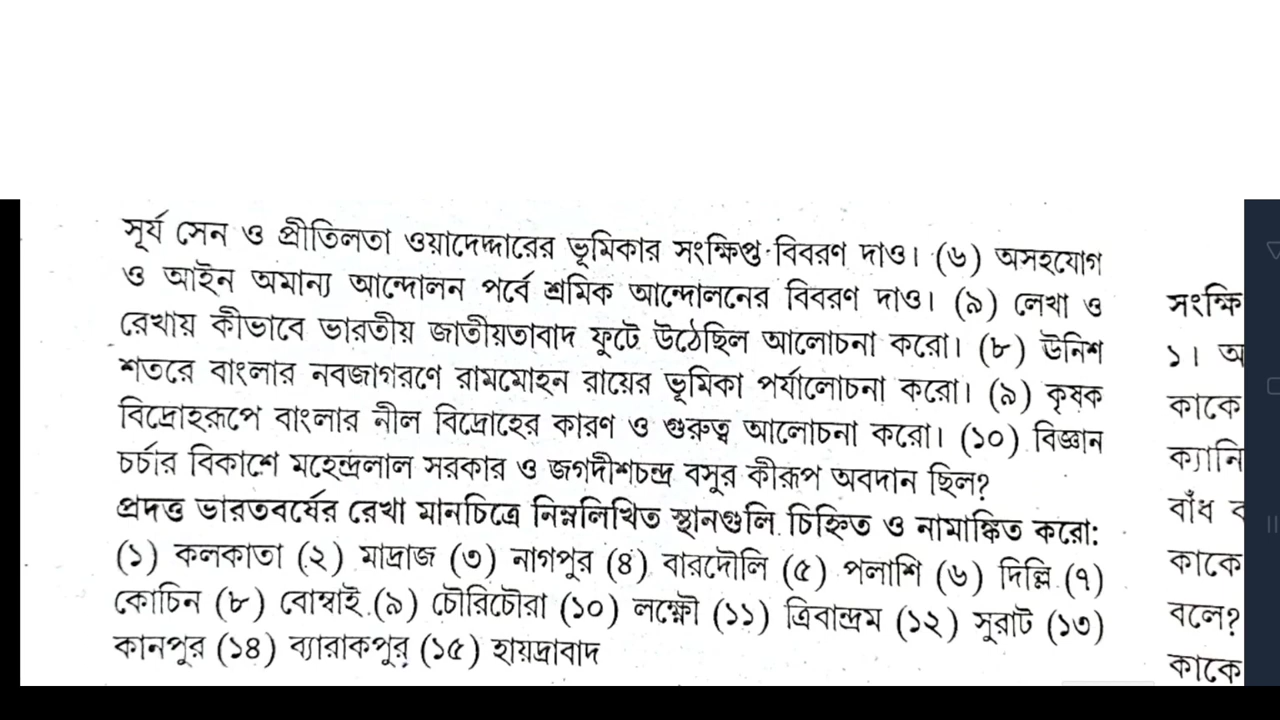 সূর্য সেন ও প্রীতিলতা ওয়াদেদ্দারের ভূমিকার সংক্ষিপ্ত বিবরণ দাও। (৬) অসহযোগ
ও আইন অমান্য আন্দোলন পর্বে শ্রমিক আন্দোলনের বিবরণ দাও। (৯) লেখা ও
রেখায় কীভাবে ভারতীয় জাতীয়তাবাদ ফুটে উঠেছিল আলোচনা করো। (৮) ঊনিশ
শতরে বাংলার নবজাগরণে রামমোহন রায়ের ভূমিকা পর্যালোচনা করো। (৯) কৃষক
বিদ্রোহরূপে বাংলার নীল বিদ্রোহের কারণ ও গুরুত্ব আলোচনা করো। (১০) বিজ্ঞান
চর্চার বিকাশে মহেন্দ্রলাল সরকার ও জগদীশচন্দ্র বসুর কীরূপ অবদান ছিল?
প্রদত্ত ভারতবর্ষের রেখা মানচিত্রে নিম্নলিখিত স্থানগুলি চিহ্নিত ও নামাঙ্কিত করো:
(১) কলকাতা (২) মাদ্রাজ (৩) নাগপুর (৪) বারদৌলি (৫) পলাশি (৬) দিল্লি (৭)
কোচিন (৮) বোম্বাই (৯) চৌরিচৌরা (১০) লক্ষ্ণৌ (১১) ত্রিবান্দ্রম (১২) সুরাট (১৩)
কানপুর (১৪) ব্যারাকপুর (১৫) হায়দ্রাবাদ
সংক্ষি
১। অ
কাকে
ক্যানি
বাঁধ ব
কাকে
বলে?
কাকে